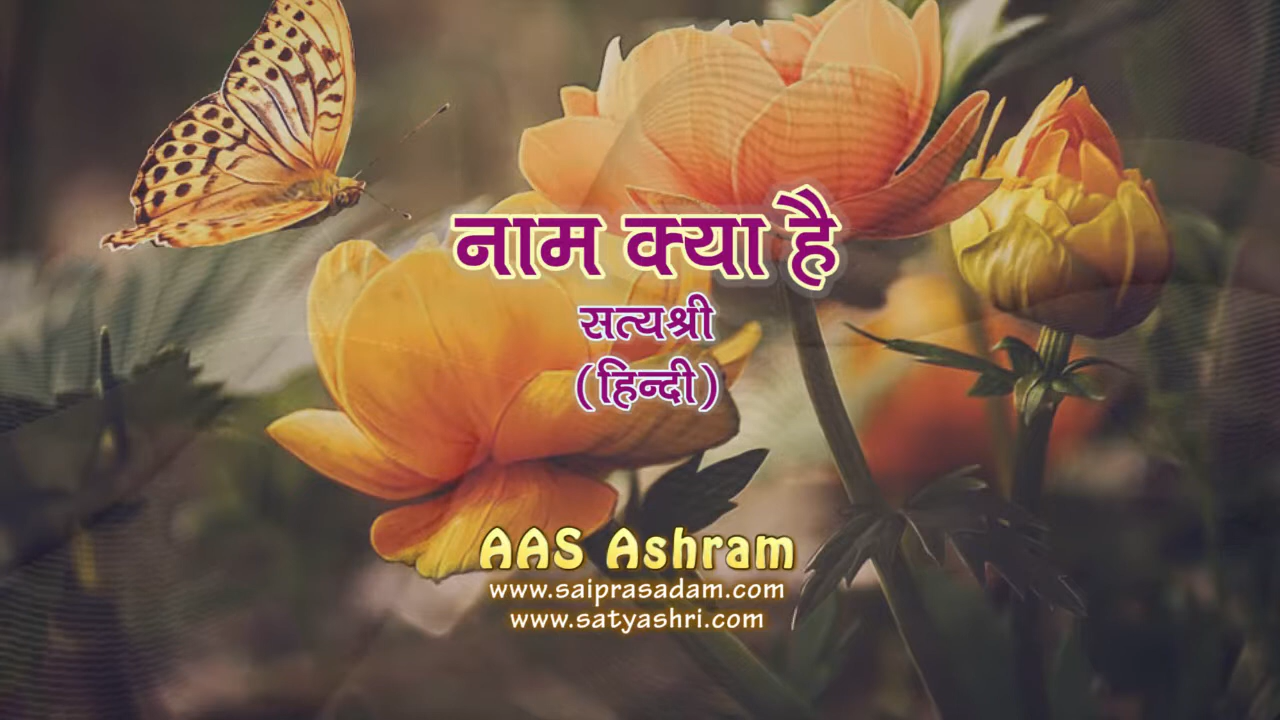 नाम क्या है
सत्यश्री
(हिन्दी)
AAS Ashram
www.saiprasadam.com
www.satyashri.com